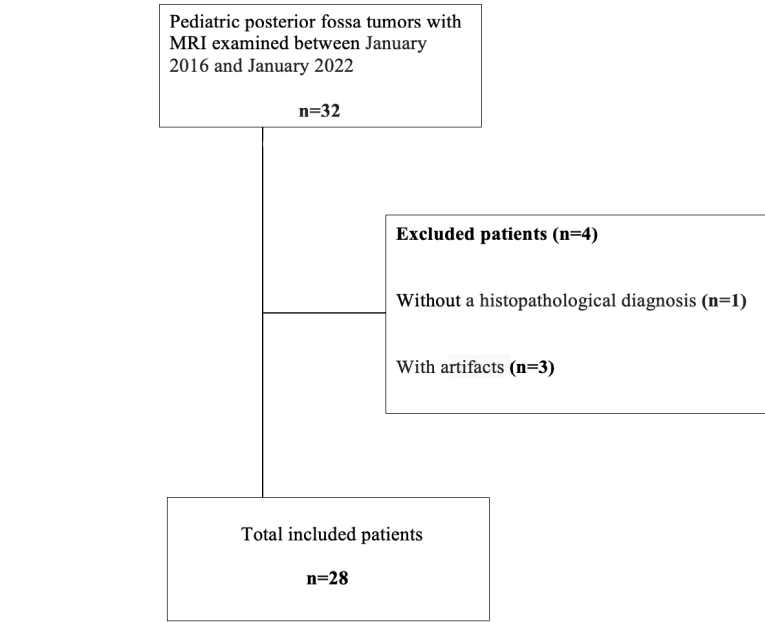 Pediatric posterior fossa tumors with
MRI examined between January
2016 and January 2022
n=32
Excluded patients (n=4)
Without a histopathological diagnosis (n=1)
With artifacts (n=3)
Total included patients
n=28